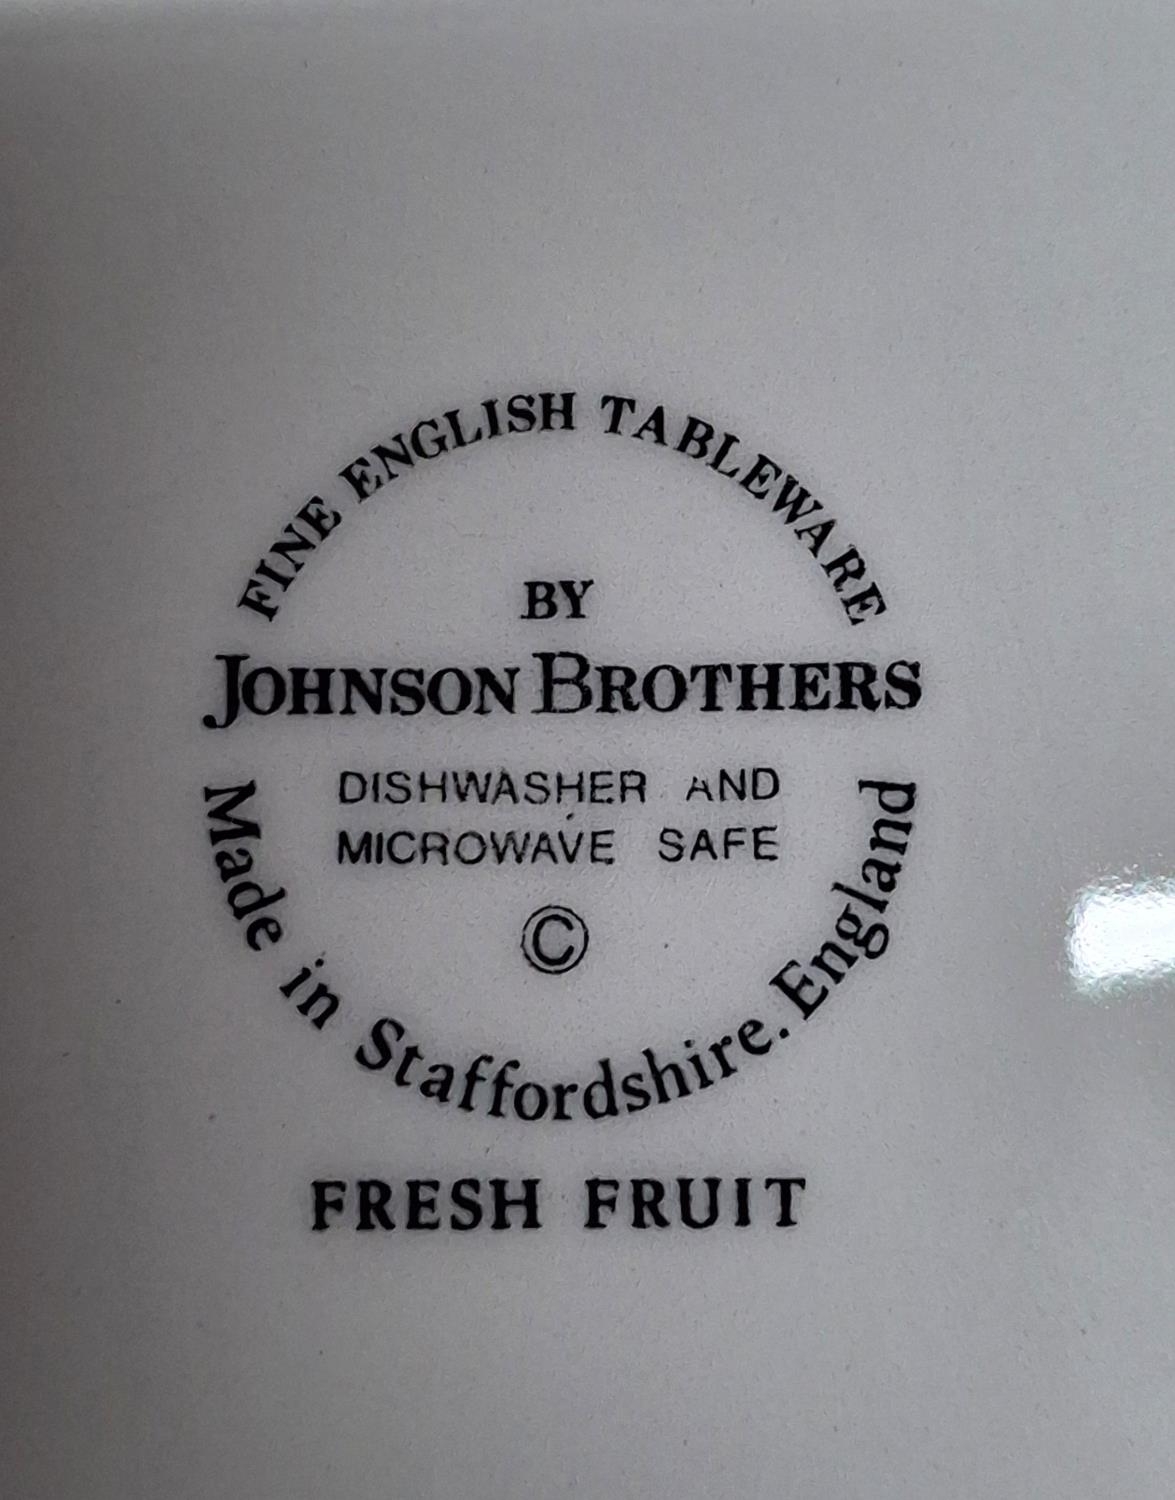 FINE ENGLISH TABLEWARE
BY
JOHNSON BROTHERS
DISHWASHER AND
MICROWAVE SAFE
©
Made in Staffordshire. England
FRESH FRUIT